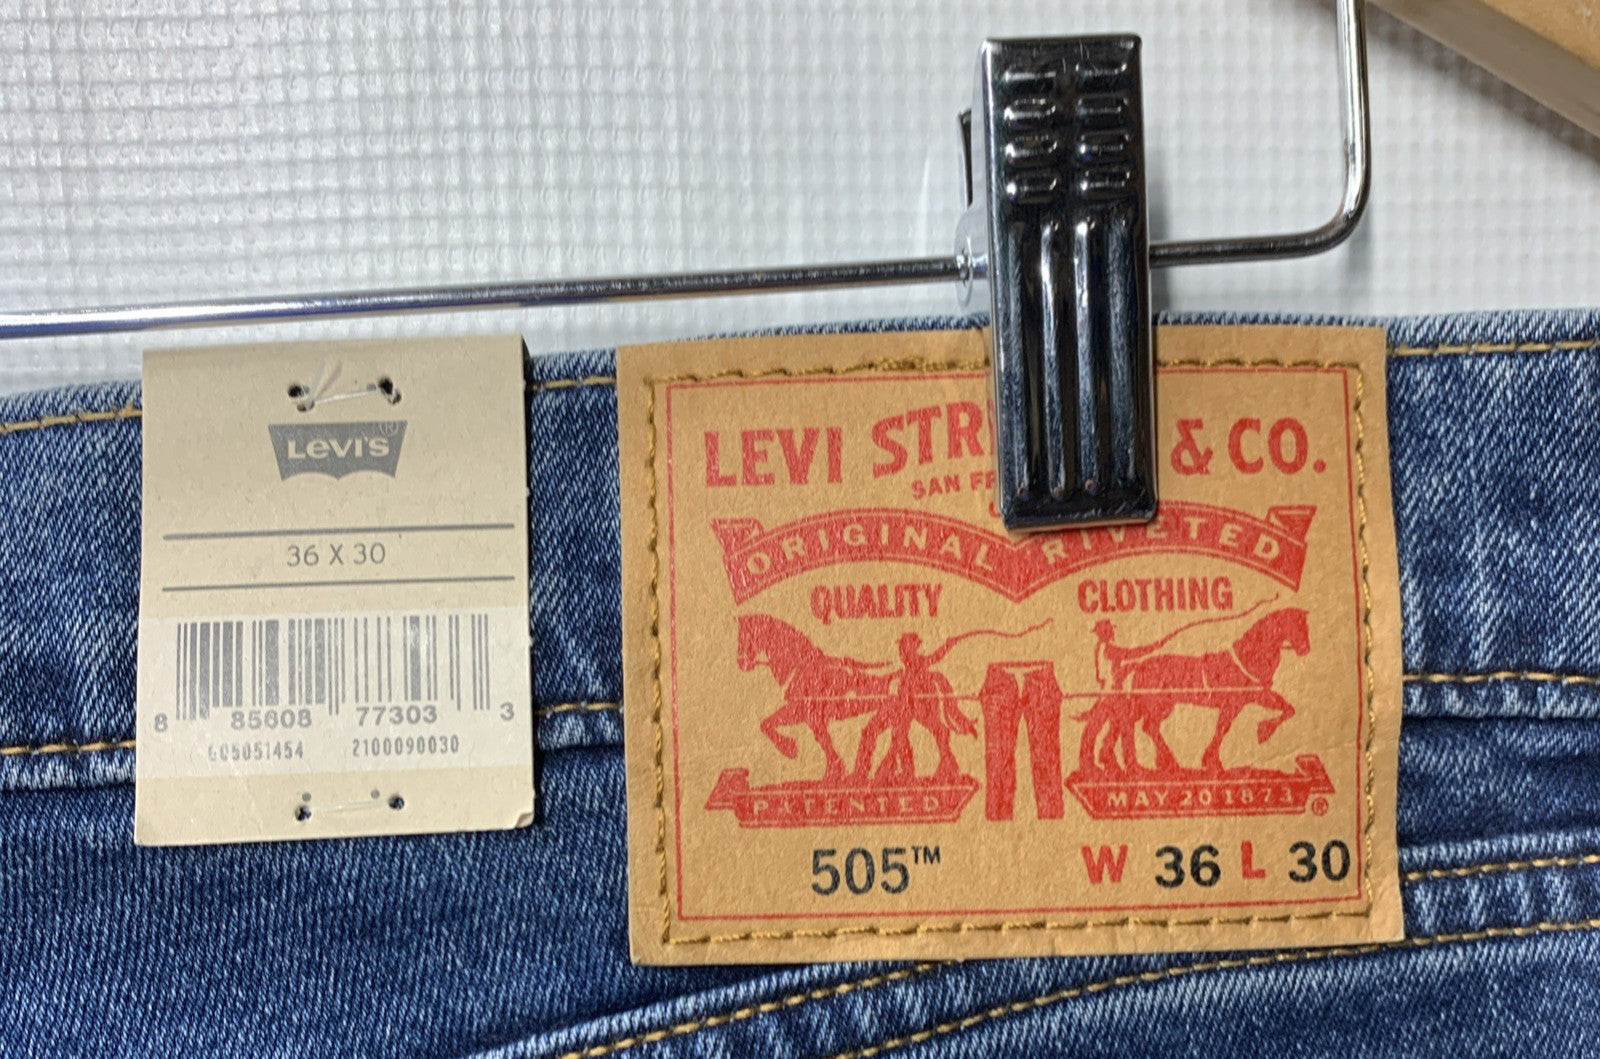 LEVI'S®
36 X 30
8 85608 77303 3
605051454 2100090030
LEVI & CO.
SAN
ORIGINAL RIVETED
QUALITY CLOTHING
PATENTED MAY 20 1873 ®
505™ W 36 L 30